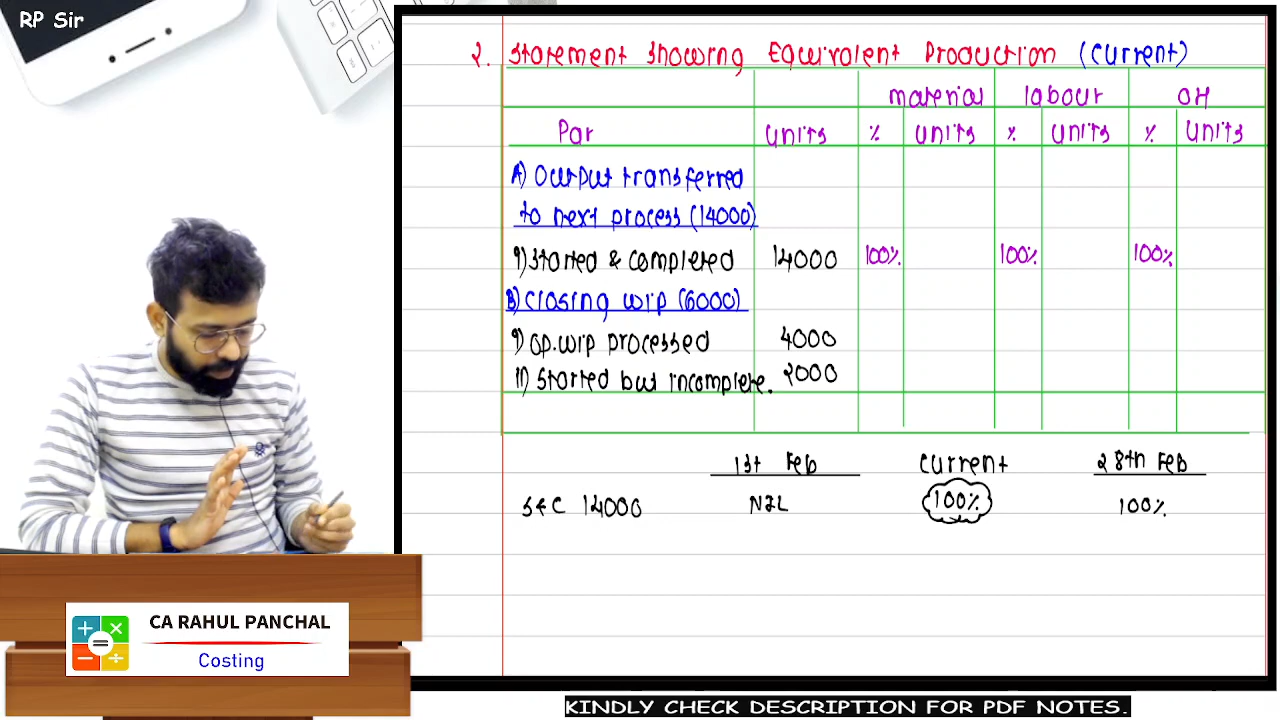 RP Sir
2. Statement Showing Equivalent Production (Current)
material labour OH
Par Units % Units % Units % Units
A) Output transferred
to next process (14000)
i) Started & completed 14000 100% 100% 100%
B) Closing WIP (6000)
i) Op. WIP processed 4000
ii) Started but incomplete. 2000
1st Feb Current 28th Feb
S&C 14000 NIL 100% 100%
CA RAHUL PANCHAL
Costing
KINDLY CHECK DESCRIPTION FOR PDF NOTES.